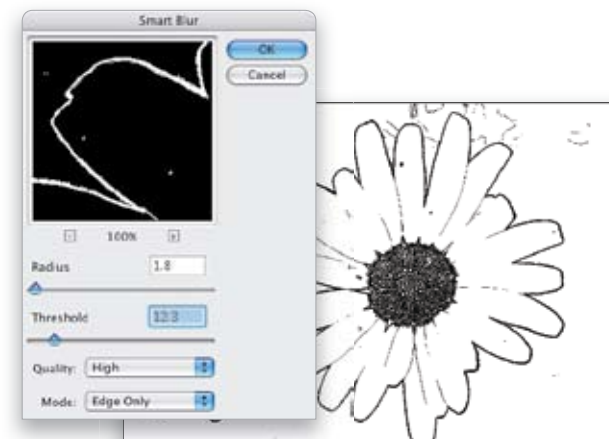 Smart Blur
OK
Cancel
- 100% +
Radius 1.8
Threshold 12.3
Quality: High
Mode: Edge Only